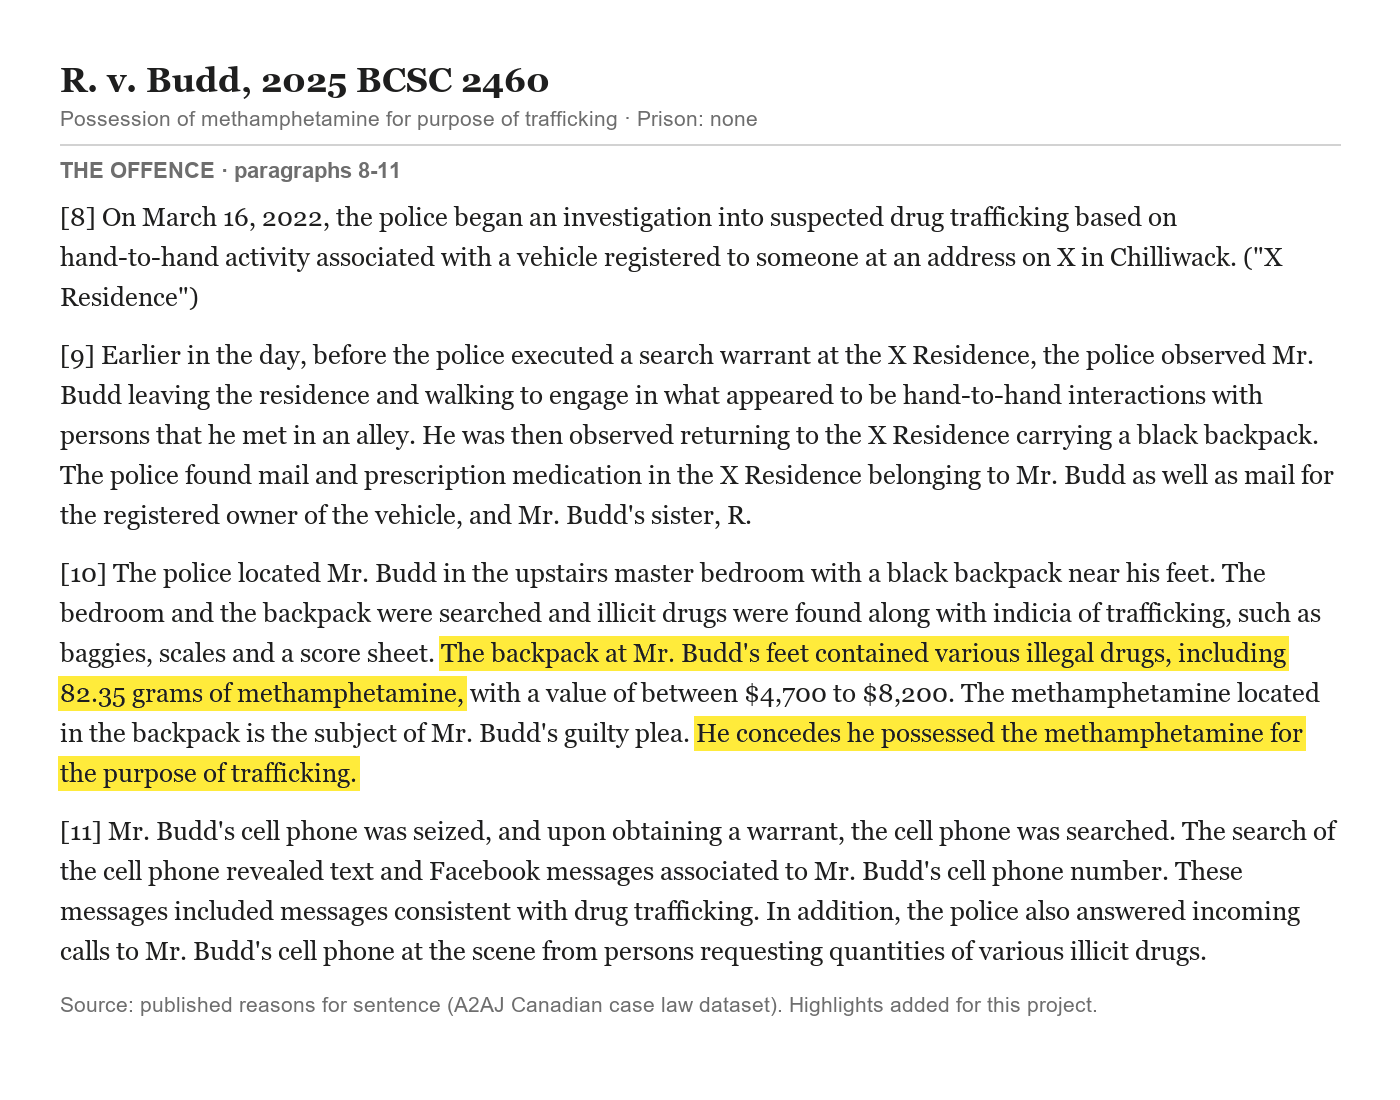 R. v. Budd, 2025 BCSC 2460
Possession of methamphetamine for purpose of trafficking · Prison: none
THE OFFENCE · paragraphs 8-11
[8] On March 16, 2022, the police began an investigation into suspected drug trafficking based on
hand-to-hand activity associated with a vehicle registered to someone at an address on X in Chilliwack. ("X
Residence")
[9] Earlier in the day, before the police executed a search warrant at the X Residence, the police observed Mr.
Budd leaving the residence and walking to engage in what appeared to be hand-to-hand interactions with
persons that he met in an alley. He was then observed returning to the X Residence carrying a black backpack.
The police found mail and prescription medication in the X Residence belonging to Mr. Budd as well as mail for
the registered owner of the vehicle, and Mr. Budd's sister, R.
[10] The police located Mr. Budd in the upstairs master bedroom with a black backpack near his feet. The
bedroom and the backpack were searched and illicit drugs were found along with indicia of trafficking, such as
baggies, scales and a score sheet. The backpack at Mr. Budd's feet contained various illegal drugs, including
82.35 grams of methamphetamine, with a value of between $4,700 to $8,200. The methamphetamine located
in the backpack is the subject of Mr. Budd's guilty plea. He concedes he possessed the methamphetamine for
the purpose of trafficking.
[11] Mr. Budd's cell phone was seized, and upon obtaining a warrant, the cell phone was searched. The search of
the cell phone revealed text and Facebook messages associated to Mr. Budd's cell phone number. These
messages included messages consistent with drug trafficking. In addition, the police also answered incoming
calls to Mr. Budd's cell phone at the scene from persons requesting quantities of various illicit drugs.
Source: published reasons for sentence (A2AJ Canadian case law dataset). Highlights added for this project.